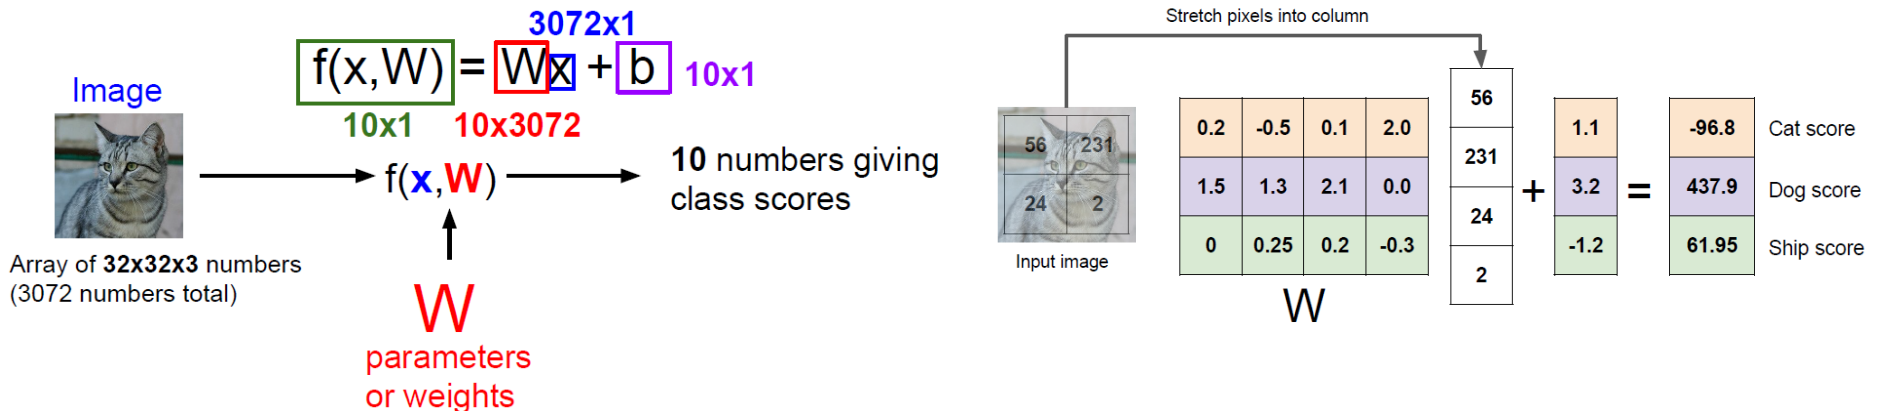 3072x1
f(x,W) = Wx + b 10x1
10x1 10x3072
Image
f(x,W)
10 numbers giving
class scores
Array of 32x32x3 numbers
(3072 numbers total)
W
parameters
or weights
Stretch pixels into column
56 231
24 2
Input image
0.2 -0.5 0.1 2.0
1.5 1.3 2.1 0.0
0 0.25 0.2 -0.3
W
56
231
24
2
+
1.1
3.2
-1.2
=
-96.8 Cat score
437.9 Dog score
61.95 Ship score